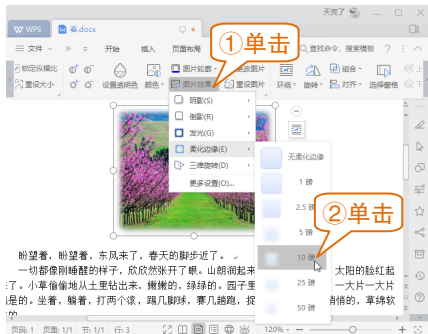 天亮了
WPS 春.docx
文件 开始 插入 页面布局 查找命令、搜索模板
①单击
锁定纵横比 图片轮廓 更改图片 组合
重设大小 设置透明色 颜色 图片效果 重设图片 环绕 旋转 对齐 选择窗格
阴影(S)
倒影(R)
发光(G)
柔化边缘(E)
三维旋转(D)
更多设置(O)...
无柔化边缘
1 磅
2.5
5 磅
10 磅
25 磅
50 磅
②单击
盼望着，盼望着，东风来了，春天的脚步近了。
一切都像刚睡醒的样子，欣欣然张开了眼。山朗润起来 太阳的脸红起
来了。小草偷偷地从土里钻出来，嫩嫩的，绿绿的。园子里 一大片一大片
是的。坐着，躺着，打两个滚，踢几脚球，赛几趟跑，捉 悄悄的，草绵软
页码: 1 页面: 1/1 节: 1/1 行: 3 120%